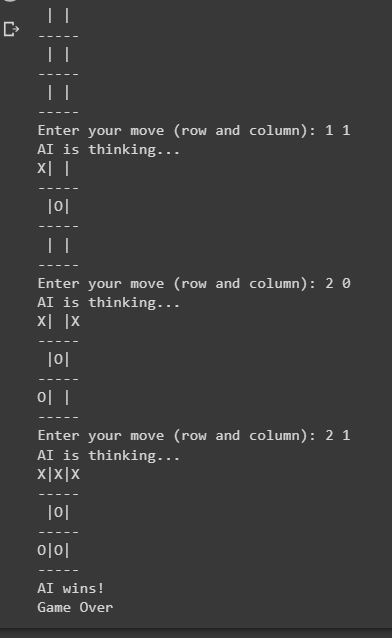 | |
-----
 | |
-----
 | |
-----
Enter your move (row and column): 1 1
AI is thinking...
X| |
-----
 |O|
-----
 | |
-----
Enter your move (row and column): 2 0
AI is thinking...
X| |X
-----
 |O|
-----
O| |
-----
Enter your move (row and column): 2 1
AI is thinking...
X|X|X
-----
 |O|
-----
O|O|
-----
AI wins!
Game Over